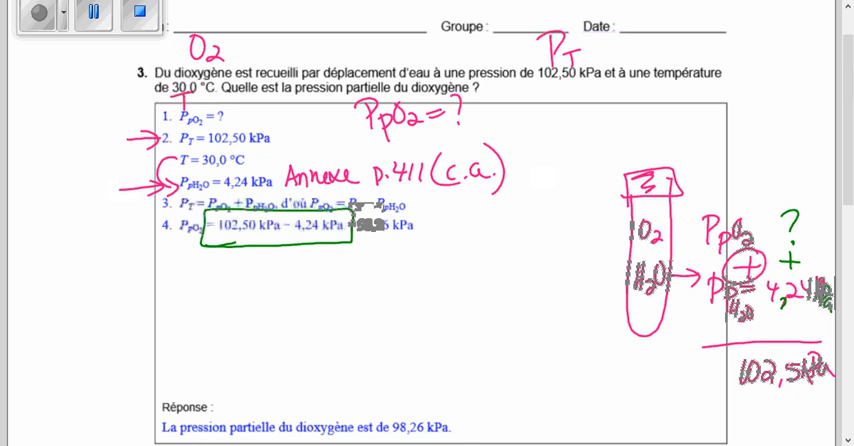 : Groupe : Date :
O2 PT
3. Du dioxygène est recueilli par déplacement d'eau à une pression de 102,50 kPa et à une température
de 30,0 °C. Quelle est la pression partielle du dioxygène ?
T
1. PpO2 = ?
PpO2 = ?
2. PT = 102,50 kPa
T = 30,0 °C
Annexe p.411 (c.a.)
PpH2O = 4,24 kPa
3. PT = PpO2 + PpH2O, d'où PpO2 = PT – PpH2O
4. PpO2 = 102,50 kPa – 4,24 kPa = kPa
O2 PpO2 ?
+ +
H2O Pp H2O = 4,24 kPa
102,5 kPa
Réponse :
La pression partielle du dioxygène est de 98,26 kPa.